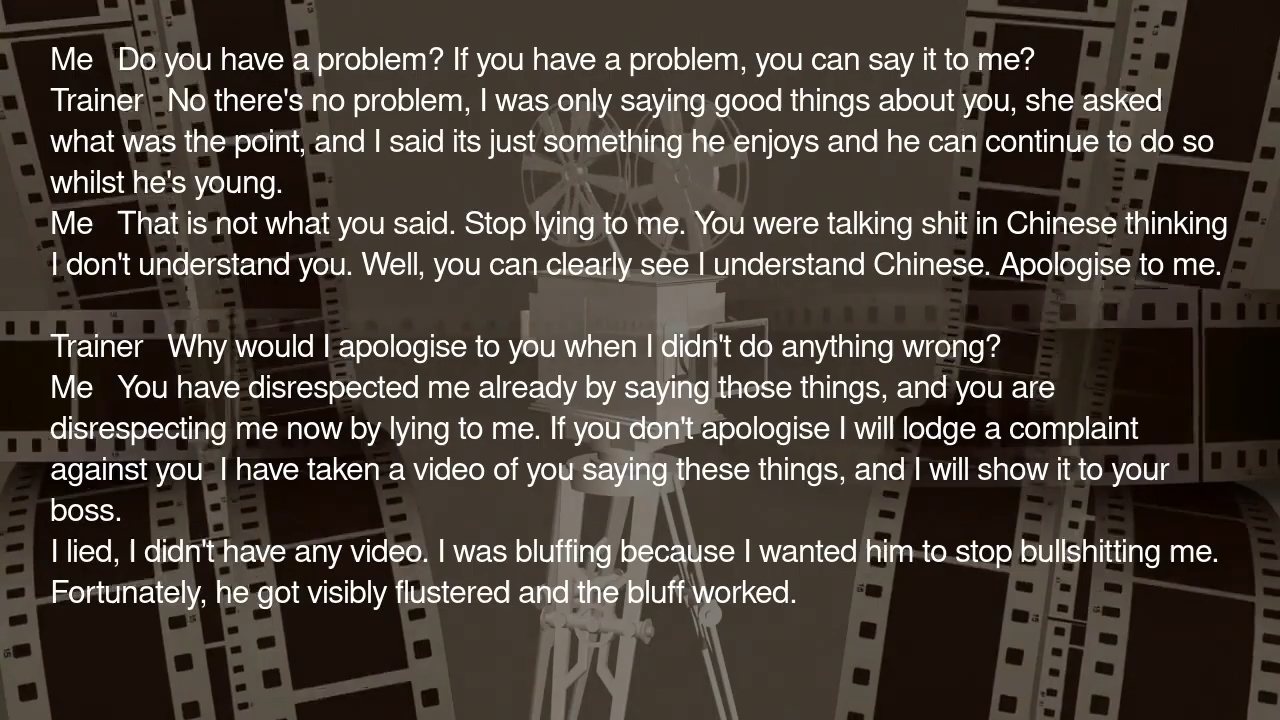 Me   Do you have a problem? If you have a problem, you can say it to me?
Trainer   No there's no problem, I was only saying good things about you, she asked
what was the point, and I said its just something he enjoys and he can continue to do so
whilst he's young.
Me   That is not what you said. Stop lying to me. You were talking shit in Chinese thinking
I don't understand you. Well, you can clearly see I understand Chinese. Apologise to me.
Trainer   Why would I apologise to you when I didn't do anything wrong?
Me   You have disrespected me already by saying those things, and you are
disrespecting me now by lying to me. If you don't apologise I will lodge a complaint
against you  I have taken a video of you saying these things, and I will show it to your
boss.
I lied, I didn't have any video. I was bluffing because I wanted him to stop bullshitting me.
Fortunately, he got visibly flustered and the bluff worked.